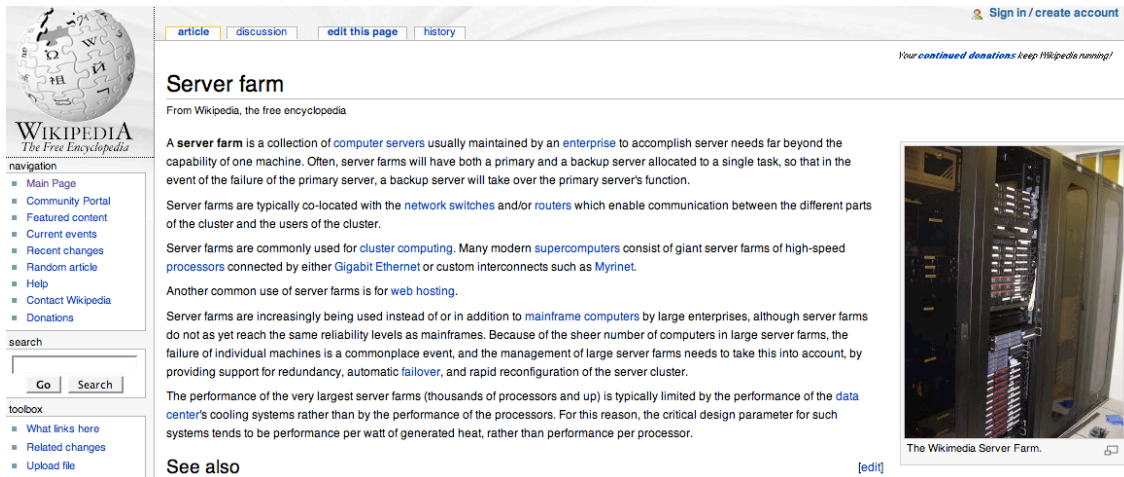 Sign in / create account
article
discussion
edit this page
history
Your continued donations keep Wikipedia running!
WIKIPEDIA
The Free Encyclopedia
navigation
Main Page
Community Portal
Featured content
Current events
Recent changes
Random article
Help
Contact Wikipedia
Donations
search
Go
Search
toolbox
What links here
Related changes
Upload file
Server farm
From Wikipedia, the free encyclopedia
A server farm is a collection of computer servers usually maintained by an enterprise to accomplish server needs far beyond the
capability of one machine. Often, server farms will have both a primary and a backup server allocated to a single task, so that in the
event of the failure of the primary server, a backup server will take over the primary server's function.
Server farms are typically co-located with the network switches and/or routers which enable communication between the different parts
of the cluster and the users of the cluster.
Server farms are commonly used for cluster computing. Many modern supercomputers consist of giant server farms of high-speed
processors connected by either Gigabit Ethernet or custom interconnects such as Myrinet.
Another common use of server farms is for web hosting.
Server farms are increasingly being used instead of or in addition to mainframe computers by large enterprises, although server farms
do not as yet reach the same reliability levels as mainframes. Because of the sheer number of computers in large server farms, the
failure of individual machines is a commonplace event, and the management of large server farms needs to take this into account, by
providing support for redundancy, automatic failover, and rapid reconfiguration of the server cluster.
The performance of the very largest server farms (thousands of processors and up) is typically limited by the performance of the data
center's cooling systems rather than by the performance of the processors. For this reason, the critical design parameter for such
systems tends to be performance per watt of generated heat, rather than performance per processor.
See also
[edit]
The Wikimedia Server Farm.